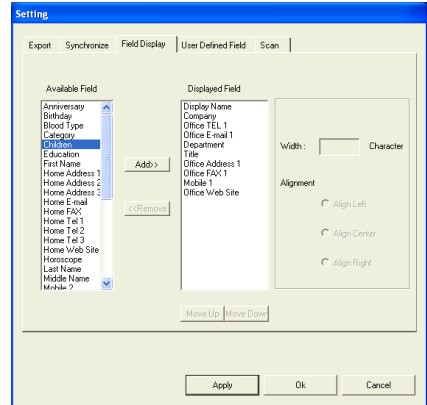 Setting
Export Synchronize Field Display User Defined Field Scan
Available Field
Anniversary
Birthday
Blood Type
Category
Children
Education
First Name
Home Address 1
Home Address 2
Home Address 3
Home E-mail
Home FAX
Home Tel 1
Home Tel 2
Home Tel 3
Home Web Site
Horoscope
Last Name
Middle Name
Mobile 2
Add>>
<<Remove
Displayed Field
Display Name
Company
Office TEL 1
Office E-mail 1
Department
Title
Office Address 1
Office FAX 1
Mobile 1
Office Web Site
Move Up Move Down
Width : Character
Alignment
Align Left
Align Center
Align Right
Apply Ok Cancel